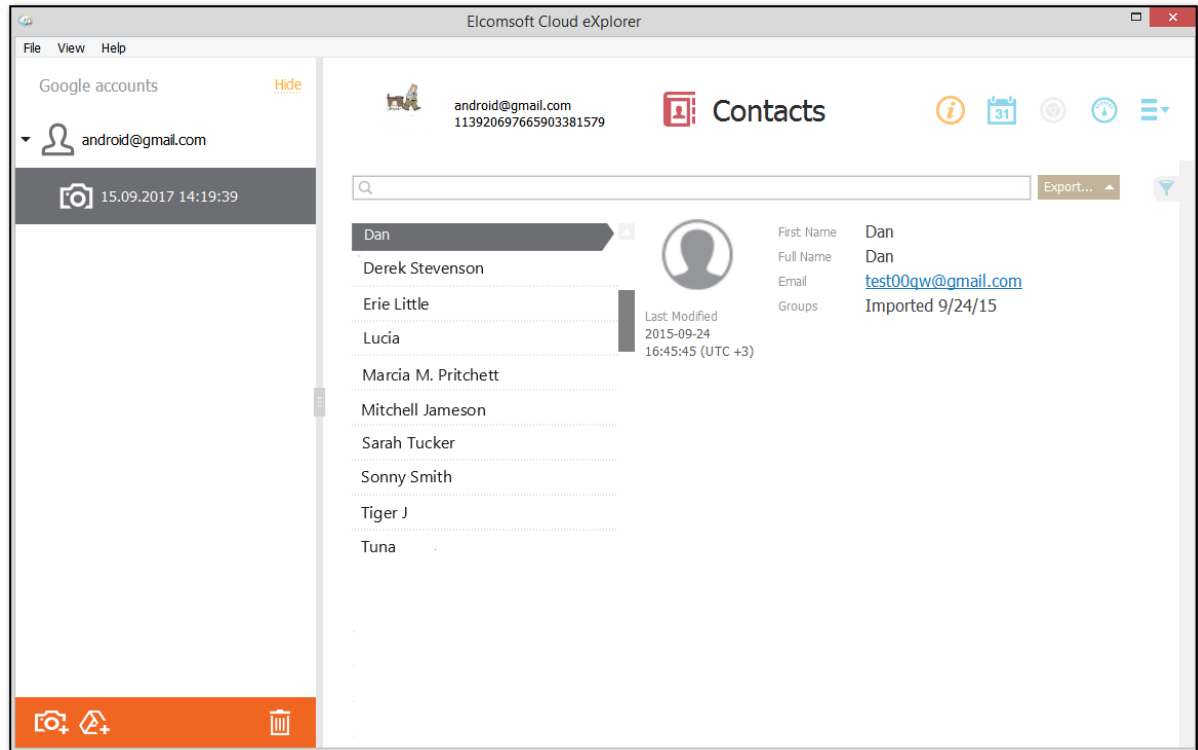 Elcomsoft Cloud eXplorer
File View Help
Google accounts Hide
android@gmail.com
15.09.2017 14:19:39
android@gmail.com
113920697665903381579
Contacts
31
Export...
Dan
Derek Stevenson
Erie Little
Lucia
Marcia M. Pritchett
Mitchell Jameson
Sarah Tucker
Sonny Smith
Tiger J
Tuna
Last Modified
2015-09-24
16:45:45 (UTC +3)
First Name Dan
Full Name Dan
Email test00qw@gmail.com
Groups Imported 9/24/15